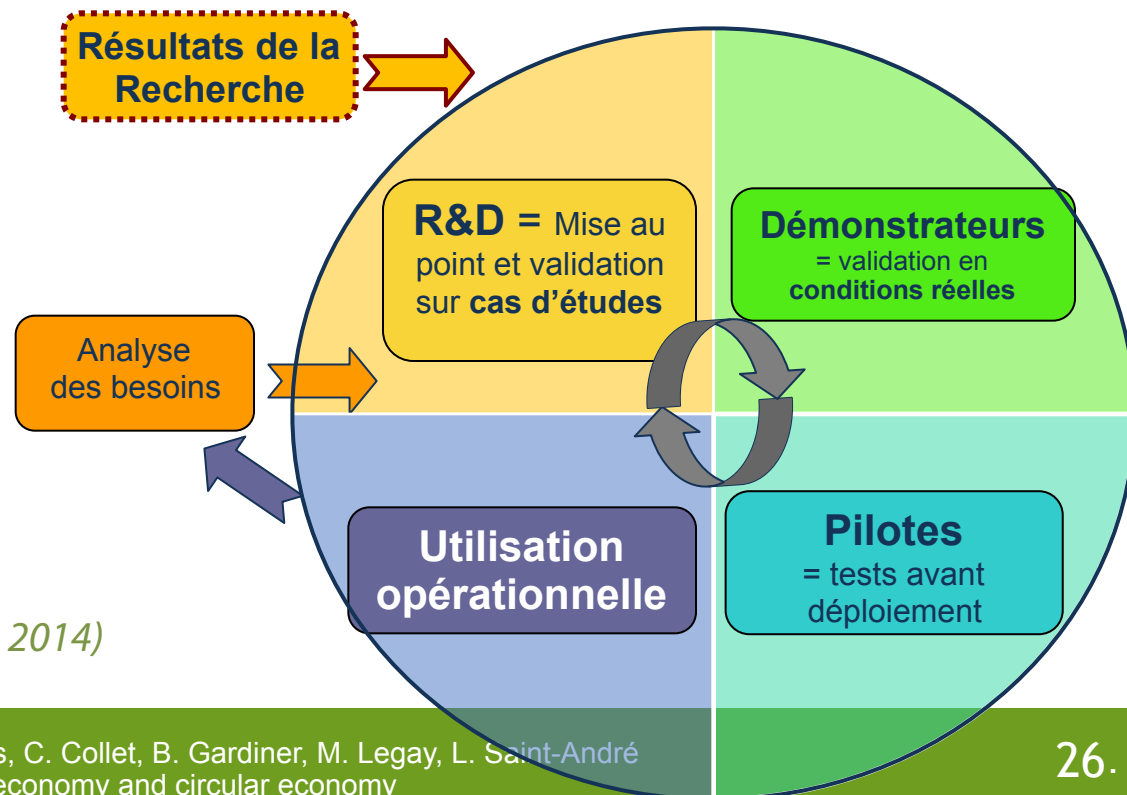 Résultats de la
Recherche
R&D = Mise au
point et validation
sur cas d'études
Démonstrateurs
= validation en
conditions réelles
Analyse
des besoins
Utilisation
opérationnelle
Pilotes
= tests avant
déploiement
2014)
C. Collet, B. Gardiner, M. Legay, L. Saint-André
economy and circular economy
26.